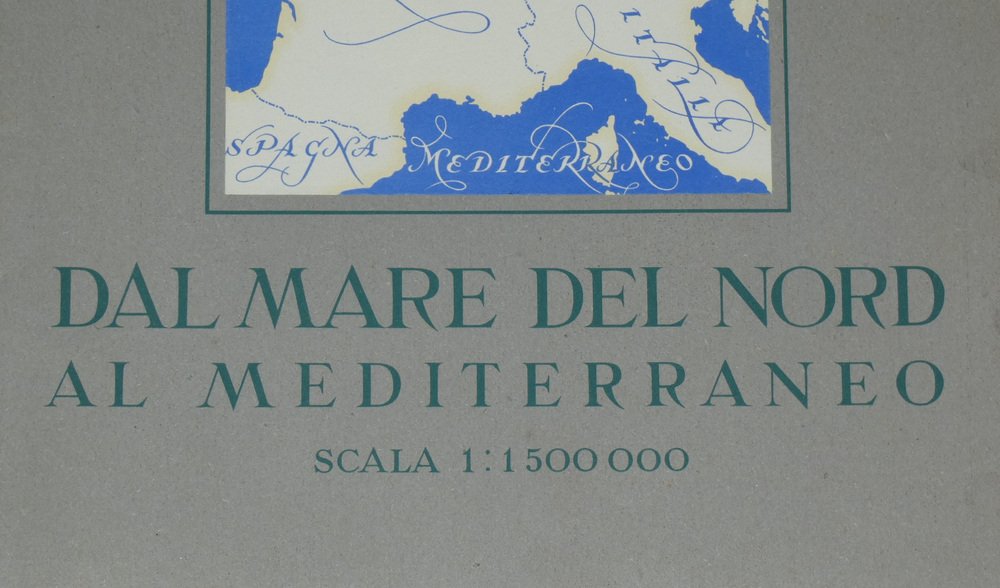 ITALIA
SPAGNA
MEDITERRANEO
DAL MARE DEL NORD
AL MEDITERRANEO
SCALA 1:1500000